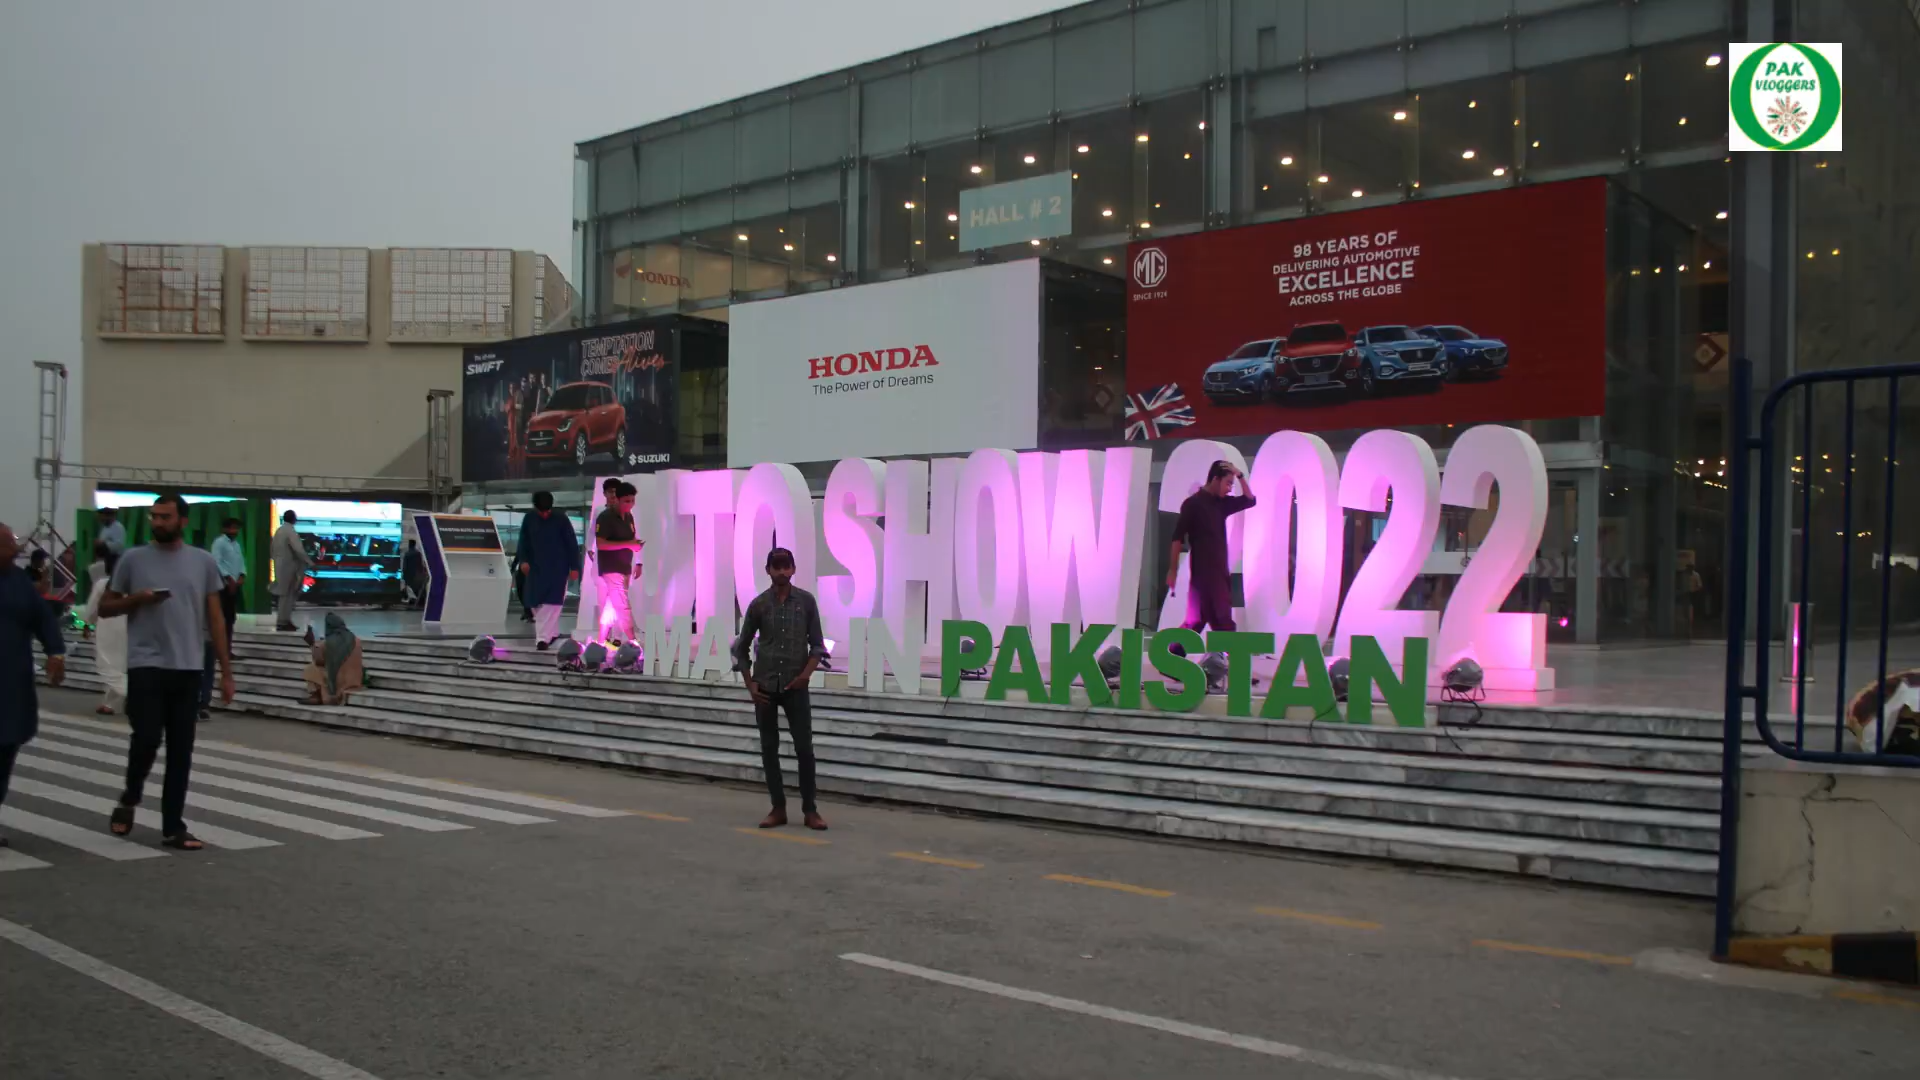 PAK
VLOGGERS
HALL # 2
HONDA
MG
SINCE 1924
98 YEARS OF
DELIVERING AUTOMOTIVE
EXCELLENCE
ACROSS THE GLOBE
SWIFT
TEMPTATION
COMES Alive
SUZUKI
HONDA
The Power of Dreams
AUTO SHOW 2022
MADE IN PAKISTAN